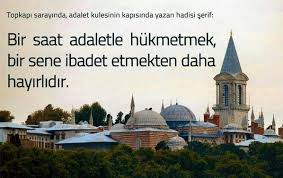 Topkapı sarayında, adalet kulesinin kapısında yazan hadisi şerif:
Bir saat adaletle hükmetmek,
bir sene ibadet etmekten daha
hayırlıdır.